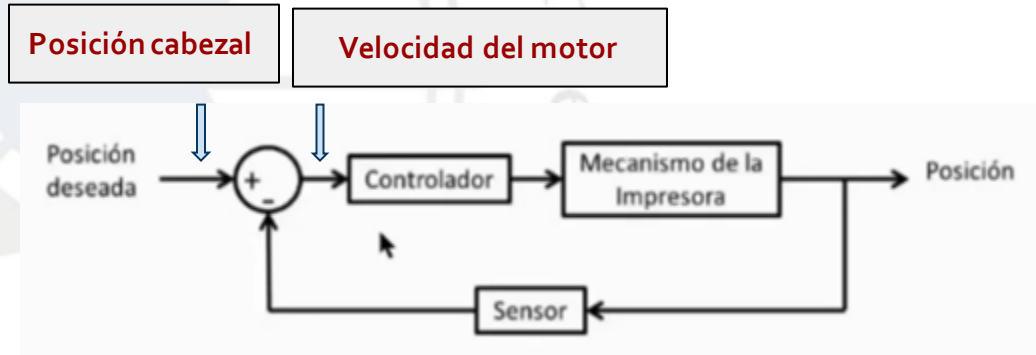 Posición cabezal
Velocidad del motor
Posición
deseada
+
-
Controlador
Mecanismo de la
Impresora
Posición
Sensor